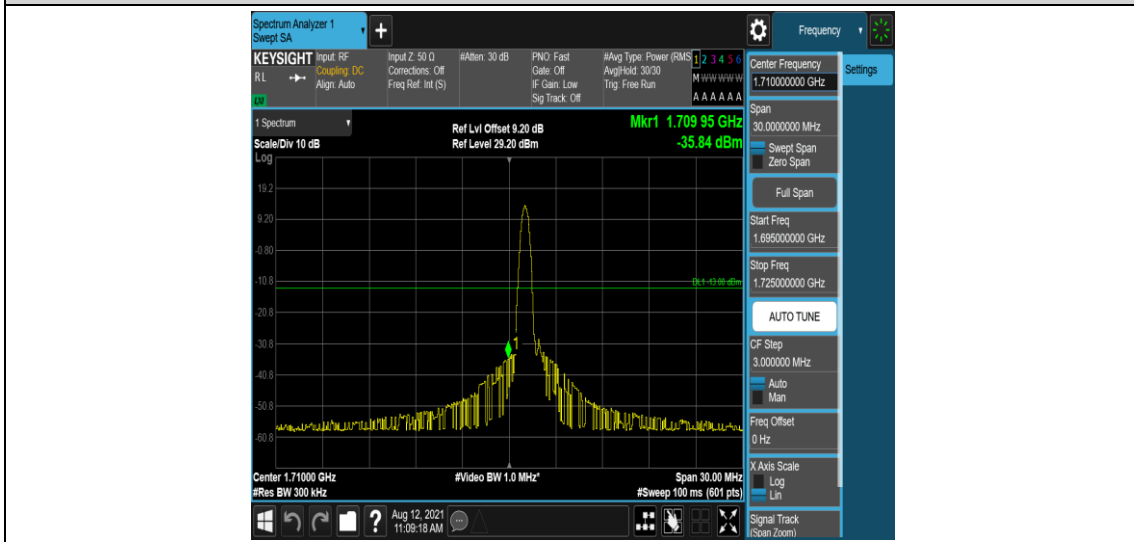 Spectrum Analyzer 1
Swept SA
+
Frequency
KEYSIGHT
RL
LXI
Input: RF
Coupling: DC
Align: Auto
Input Z: 50 Ω
Corrections: Off
Freq Ref: Int (S)
#Atten: 30 dB
PNO: Fast
Gate: Off
IF Gain: Low
Sig Track: Off
#Avg Type: Power (RMS
Avg|Hold: 30/30
Trig: Free Run
1 2 3 4 5 6
M W W W W W
A A A A A A
1 Spectrum
Scale/Div 10 dB
Log
Ref Lvl Offset 9.20 dB
Ref Level 29.20 dBm
Mkr1 1.709 95 GHz
-35.84 dBm
19.2
9.20
-0.80
-10.8
DL1 -13.00 dBm
-20.8
-30.8
1
-40.8
-50.8
-60.8
Center 1.71000 GHz
#Video BW 1.0 MHz*
Span 30.00 MHz
#Res BW 300 kHz
#Sweep 100 ms (601 pts)
?
Aug 12, 2021
11:09:18 AM
Center Frequency
1.710000000 GHz
Settings
Span
30.0000000 MHz
Swept Span
Zero Span
Full Span
Start Freq
1.695000000 GHz
Stop Freq
1.725000000 GHz
AUTO TUNE
CF Step
3.000000 MHz
Auto
Man
Freq Offset
0 Hz
X Axis Scale
Log
Lin
Signal Track
(Span Zoom)